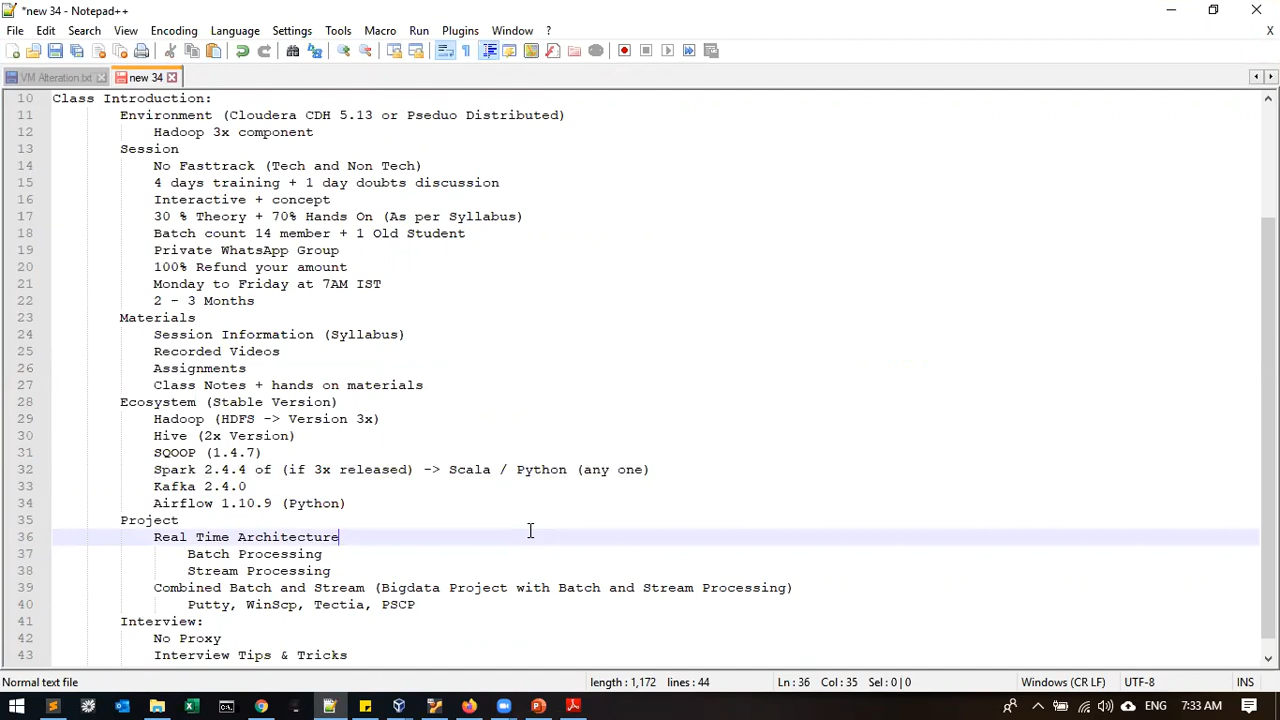 *new 34 - Notepad++
File Edit Search View Encoding Language Settings Tools Macro Run Plugins Window ? X
VM Alteration.txt new 34
10 Class Introduction:
11 Environment (Cloudera CDH 5.13 or Pseduo Distributed)
12 Hadoop 3x component
13 Session
14 No Fasttrack (Tech and Non Tech)
15 4 days training + 1 day doubts discussion
16 Interactive + concept
17 30 % Theory + 70% Hands On (As per Syllabus)
18 Batch count 14 member + 1 Old Student
19 Private WhatsApp Group
20 100% Refund your amount
21 Monday to Friday at 7AM IST
22 2 - 3 Months
23 Materials
24 Session Information (Syllabus)
25 Recorded Videos
26 Assignments
27 Class Notes + hands on materials
28 Ecosystem (Stable Version)
29 Hadoop (HDFS -> Version 3x)
30 Hive (2x Version)
31 SQOOP (1.4.7)
32 Spark 2.4.4 of (if 3x released) -> Scala / Python (any one)
33 Kafka 2.4.0
34 Airflow 1.10.9 (Python)
35 Project
36 Real Time Architecture
37 Batch Processing
38 Stream Processing
39 Combined Batch and Stream (Bigdata Project with Batch and Stream Processing)
40 Putty, WinScp, Tectia, PSCP
41 Interview:
42 No Proxy
43 Interview Tips & Tricks
Normal text file length : 1,172 lines : 44 Ln : 36 Col : 35 Sel : 0 | 0 Windows (CR LF) UTF-8 INS
ENG 7:33 AM